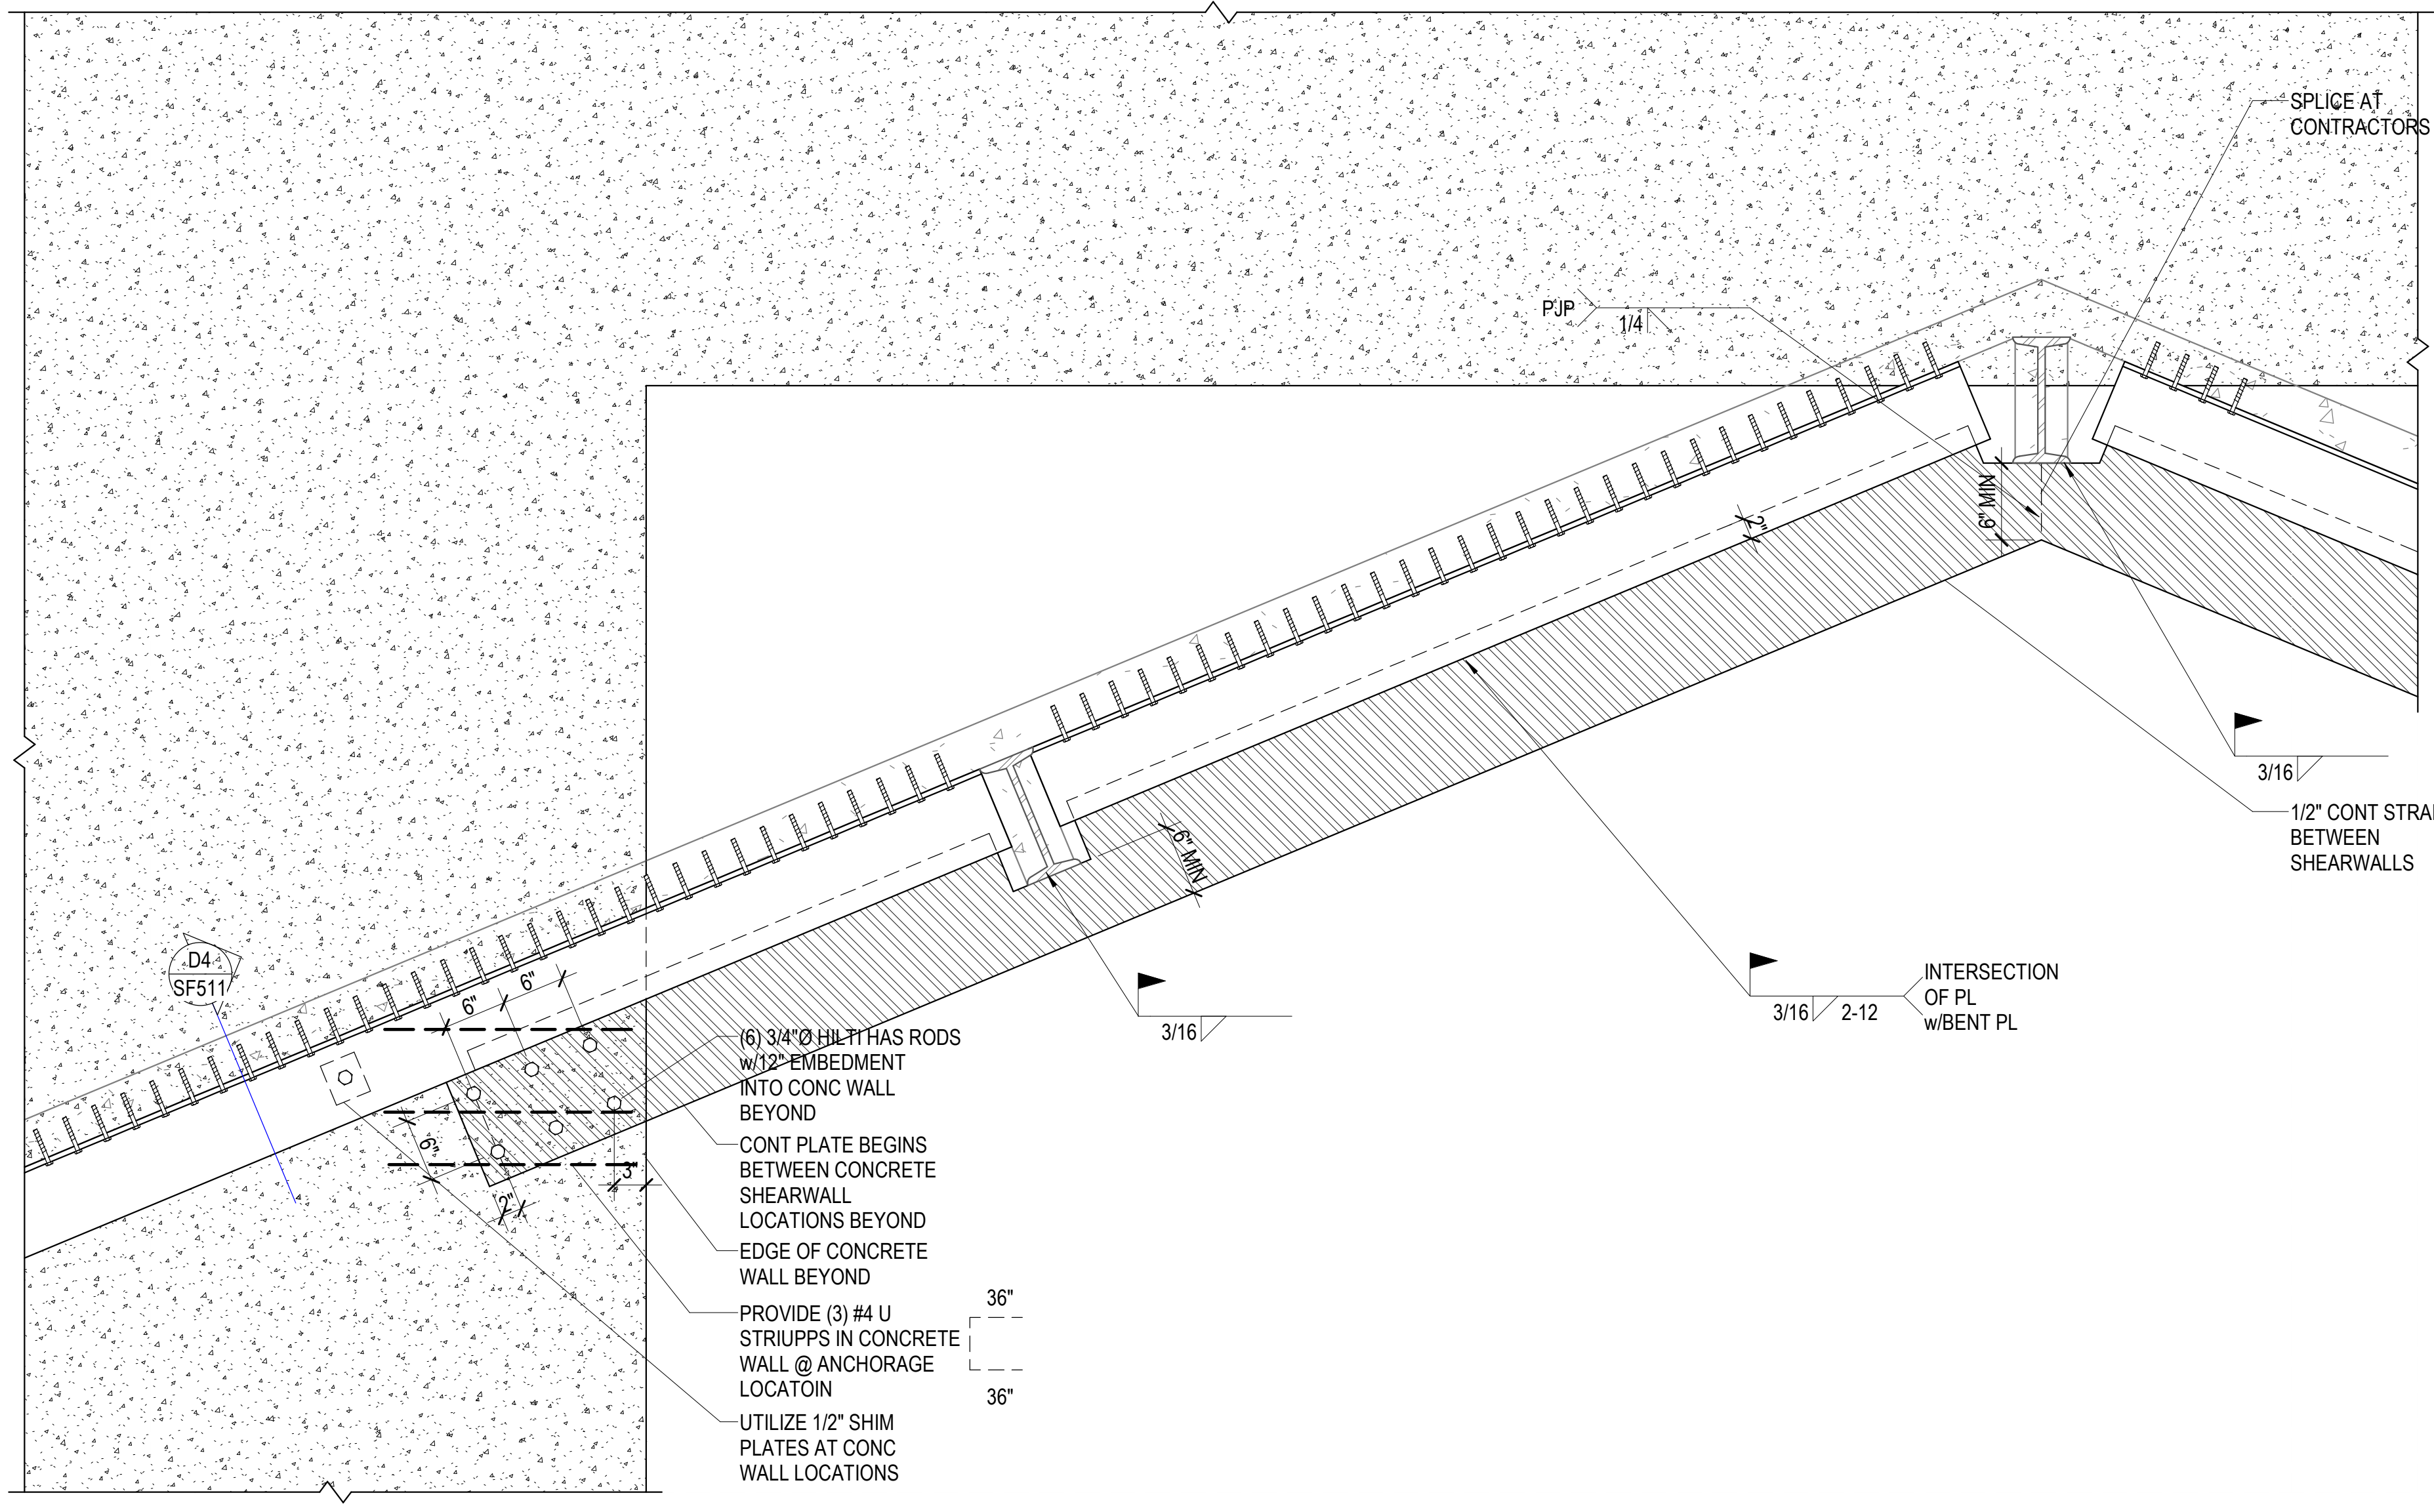 SPLICE AT
CONTRACTORS
PJP
1/4
6" MIN
2"
3/16
1/2" CONT STRA
BETWEEN
SHEARWALLS
6" MIN
D4
SF511
6"
6"
3/16
3/16
2-12
INTERSECTION
OF PL
w/BENT PL
(6) 3/4"Ø HILTI HAS RODS
w/12" EMBEDMENT
INTO CONC WALL
BEYOND
6"
3"
2"
CONT PLATE BEGINS
BETWEEN CONCRETE
SHEARWALL
LOCATIONS BEYOND
EDGE OF CONCRETE
WALL BEYOND
PROVIDE (3) #4 U
STRIUPPS IN CONCRETE
WALL @ ANCHORAGE
LOCATOIN
36"
36"
UTILIZE 1/2" SHIM
PLATES AT CONC
WALL LOCATIONS